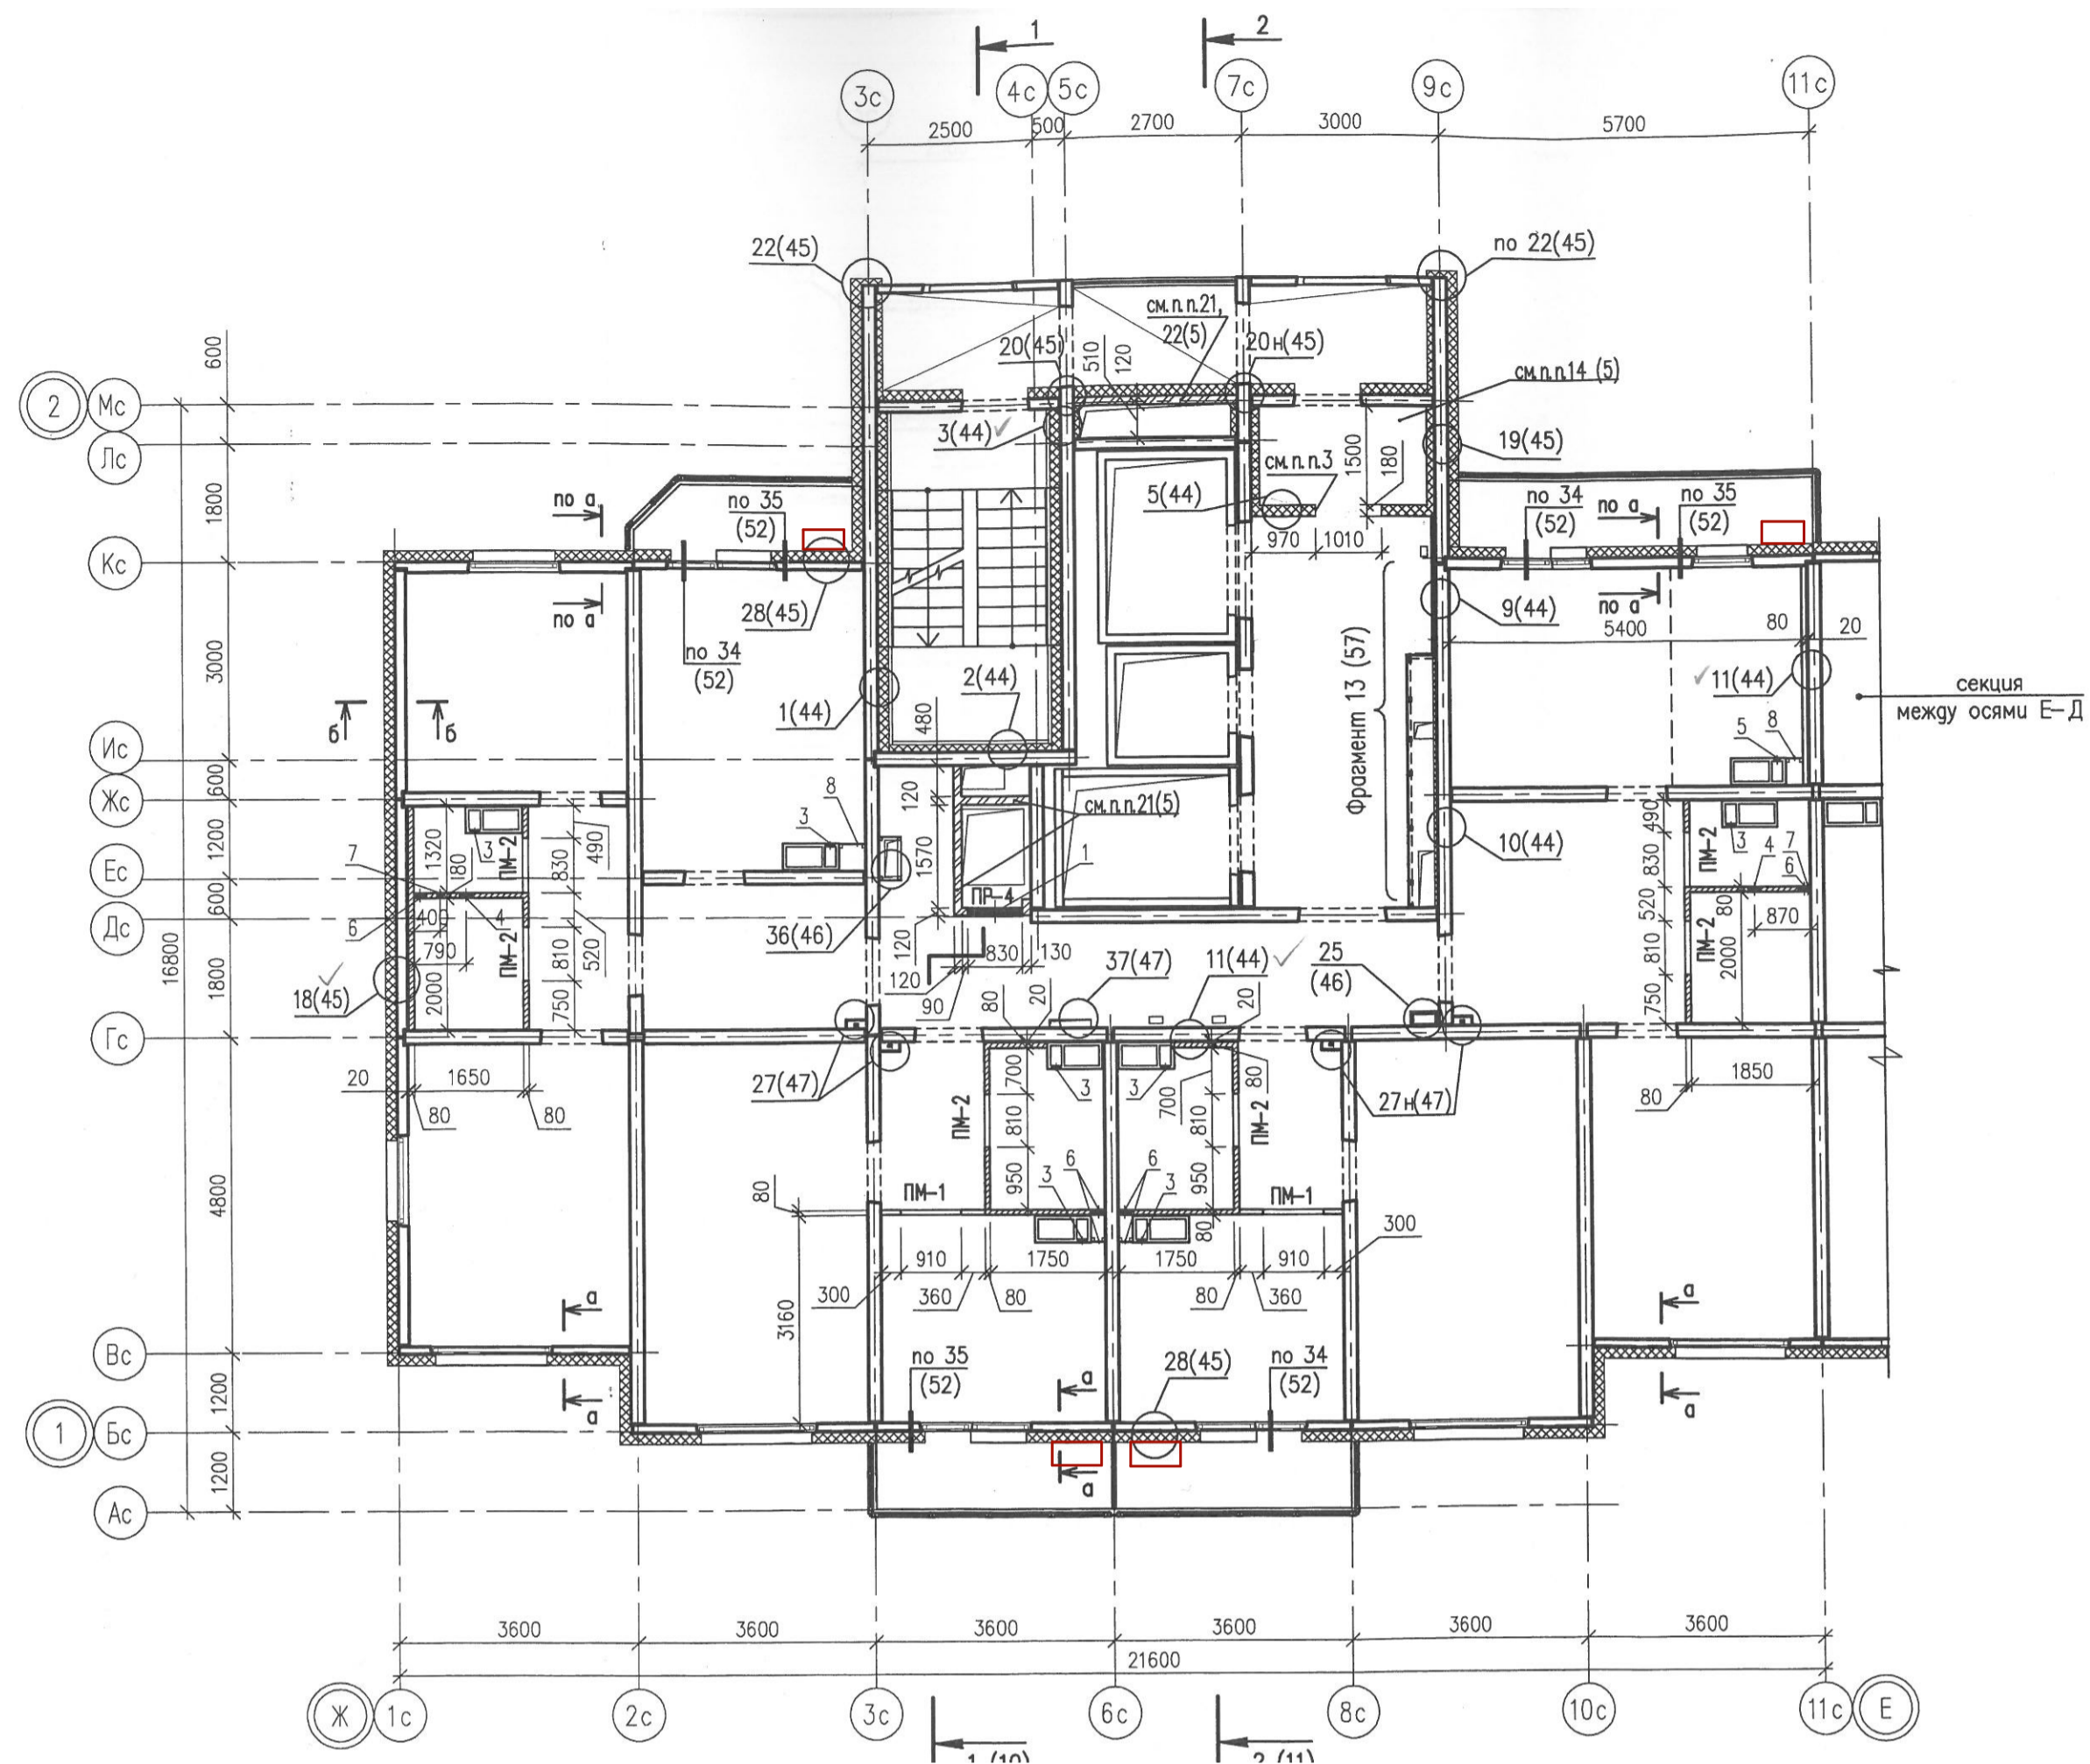 1
2
3с
4с
5с
7с
9с
11с
2500
500
2700
3000
5700
22(45)
по 22(45)
см.п.п.21,
22(5)
20(45)
510
120
20н(45)
см.п.п.14 (5)
600
2
Мс
3(44)
19(45)
Лс
см.п.п.3
1500
180
5(44)
1800
по а
по 35
(52)
по 34
(52)
по а
по 35
(52)
970
1010
Кс
28(45)
9(44)
по а
по а
5400
80
20
по 34
(52)
3000
2(44)
11(44)
1(44)
480
Фрагмент 13 (57)
секция
между осями Е-Д
б
б
Ис
5
8
600
Жс
8
120
см.п.п.21(5)
490
3
1200
7
1320
180
3
ПМ-2
830
490
1570
1
10(44)
830
ПМ-2
3
4
7
6
Ес
600
ПР-4
520
80
870
Дс
6
400
4
790
ПМ-2
810
520
36(46)
120
830
130
120
90
37(47)
11(44)
25
(46)
810
ПМ-2
2000
16800
1800
18(45)
2000
750
80
20
20
750
Гс
20
1650
80
80
27(47)
700
3
3
700
80
27н(47)
1850
80
ПМ-2
810
810
ПМ-2
4800
80
950
6
3
6
3
950
ПМ-1
ПМ-1
80
300
910
1750
1750
910
300
360
80
80
360
3160
а
а
Вс
по 35
(52)
28(45)
по 34
(52)
а
1200
а
а
1
Бс
а
1200
Ас
3600
3600
3600
3600
3600
3600
21600
Ж
1с
2с
3с
6с
8с
10с
11с
Е
1 (10)
2 (11)